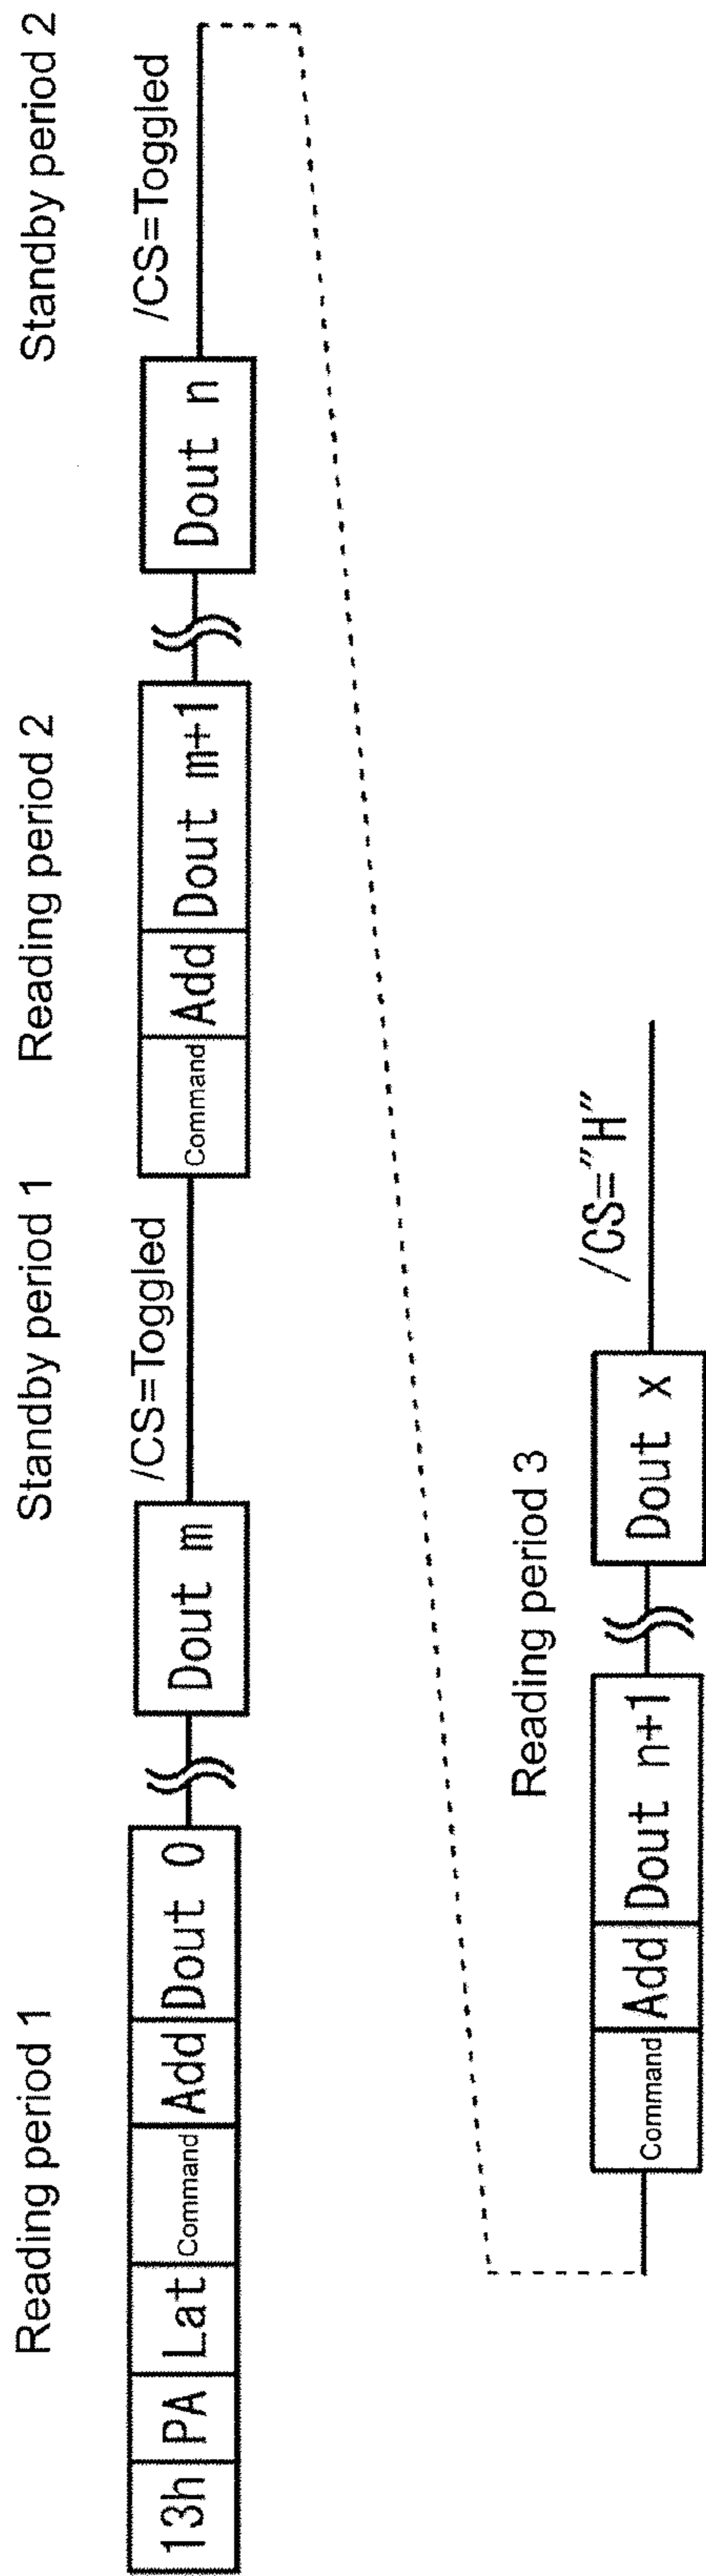 Reading period 1
Standby period 1
Reading period 2
Standby period 2
13h PA Lat Command Add Dout 0
Dout m
/CS=Toggled
Command Add Dout m+1
Dout n
/CS=Toggled
Reading period 3
Command Add Dout n+1
Dout x
/CS="H"